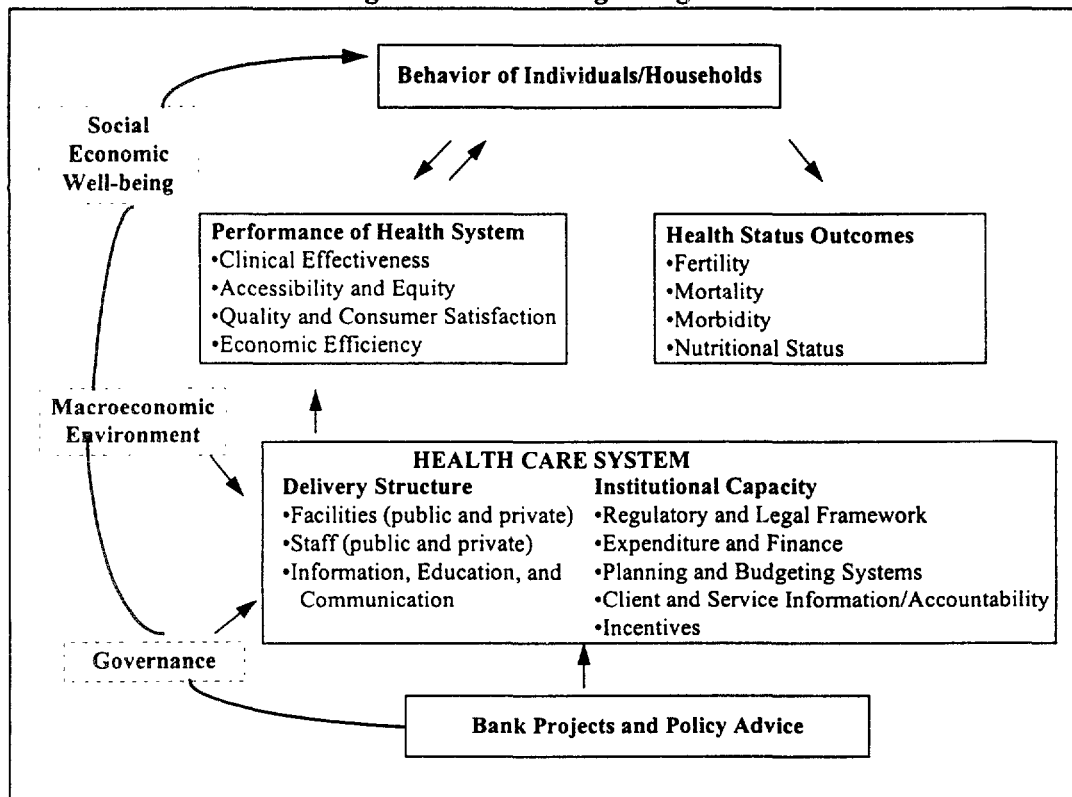 Behavior of Individuals/Households
Social
Economic
Well-being
Performance of Health System
•Clinical Effectiveness
•Accessibility and Equity
•Quality and Consumer Satisfaction
•Economic Efficiency
Health Status Outcomes
•Fertility
•Mortality
•Morbidity
•Nutritional Status
Macroeconomic
Environment
HEALTH CARE SYSTEM
Delivery Structure
•Facilities (public and private)
•Staff (public and private)
•Information, Education, and
Communication
Institutional Capacity
•Regulatory and Legal Framework
•Expenditure and Finance
•Planning and Budgeting Systems
•Client and Service Information/Accountability
•Incentives
Governance
Bank Projects and Policy Advice